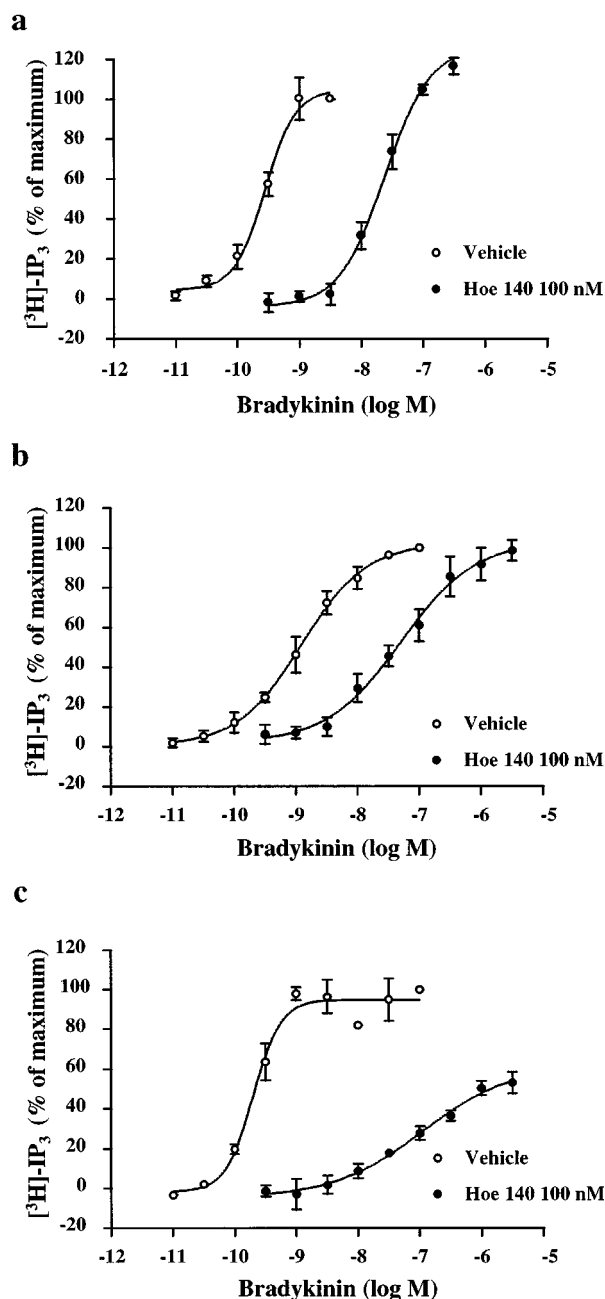 a
120
100
80
60
40
20
0
-20
[³H]-IP₃ (% of maximum)
Vehicle
Hoe 140 100 nM
-12 -11 -10 -9 -8 -7 -6 -5
Bradykinin (log M)
b
120
100
80
60
40
20
0
-20
[³H]-IP₃ (% of maximum)
Vehicle
Hoe 140 100 nM
-12 -11 -10 -9 -8 -7 -6 -5
Bradykinin (log M)
c
120
100
80
60
40
20
0
-20
[³H]-IP₃ (% of maximum)
Vehicle
Hoe 140 100 nM
-12 -11 -10 -9 -8 -7 -6 -5
Bradykinin (log M)